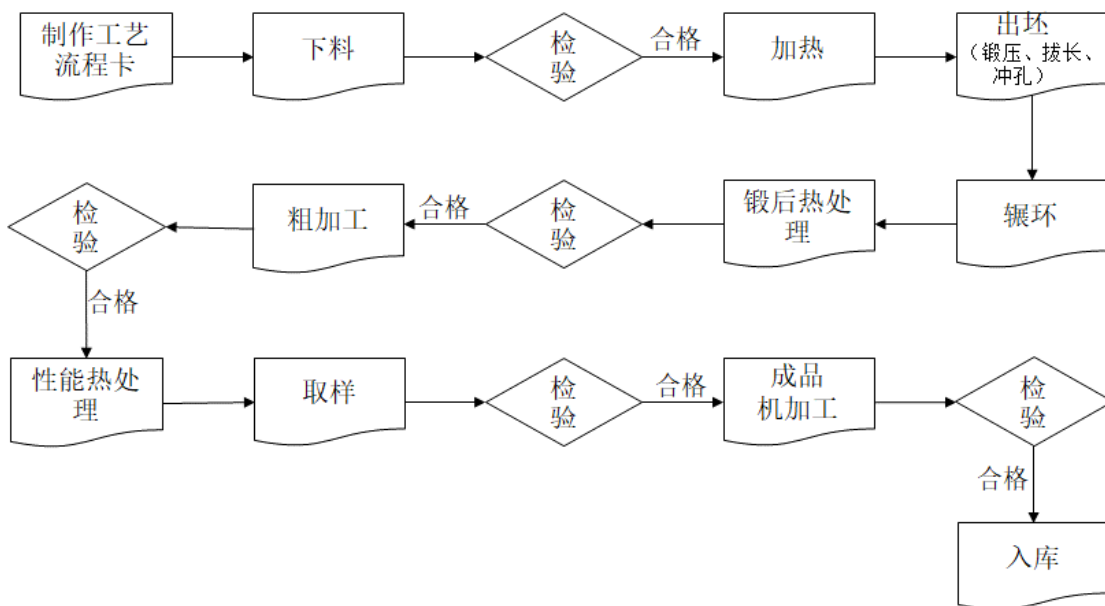 制作工艺
流程卡
下料
检
验
合格
加热
出坯
（锻压、拔长、
冲孔）
辗环
锻后热处
理
检
验
合格
粗加工
检
验
合格
性能热处
理
取样
检
验
合格
成品
机加工
检
验
合格
入库